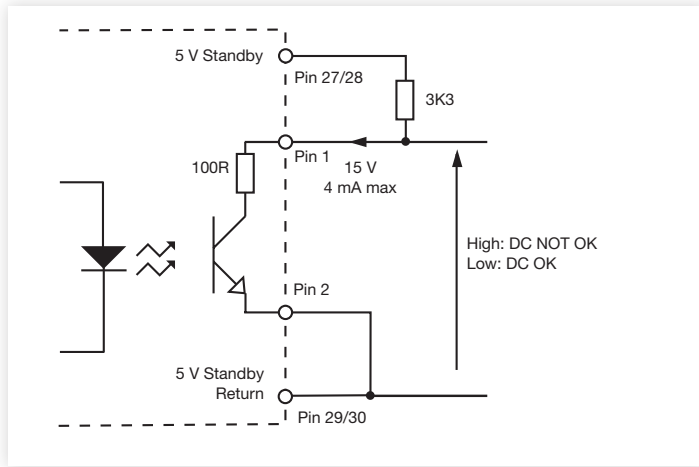 5 V Standby
Pin 27/28
3K3
Pin 1
100R
15 V
4 mA max
High: DC NOT OK
Low: DC OK
Pin 2
5 V Standby
Return
Pin 29/30